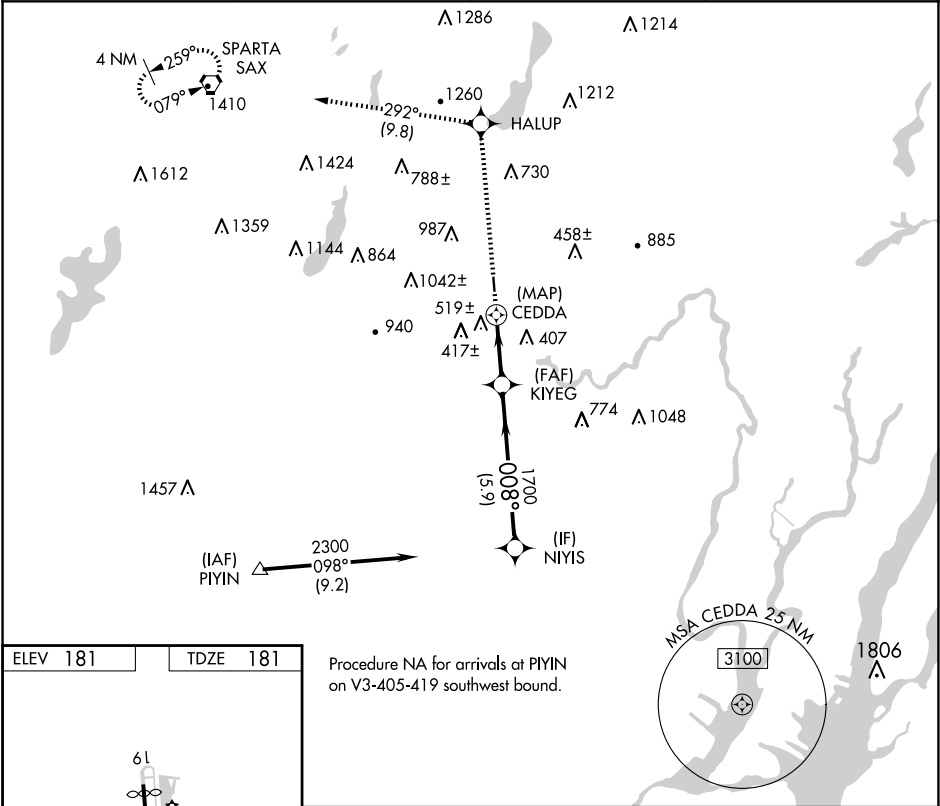 1286
1214
4 NM
259°
SPARTA
SAX
079°
1410
1260
1212
292°
(9.8)
HALUP
1612
1424
788±
730
1359
987
458±
885
1144
864
1042±
(MAP)
CEDDA
519±
940
417±
407
(FAF)
KIYEG
774
1048
1700
008°
(5.9)
1457
(IF)
NIYIS
(IAF)
PIYIN
2300
098°
(9.2)
MSA CEDDA 25 NM
3100
1806
ELEV 181
TDZE 181
Procedure NA for arrivals at PIYIN
on V3-405-419 southwest bound.
19